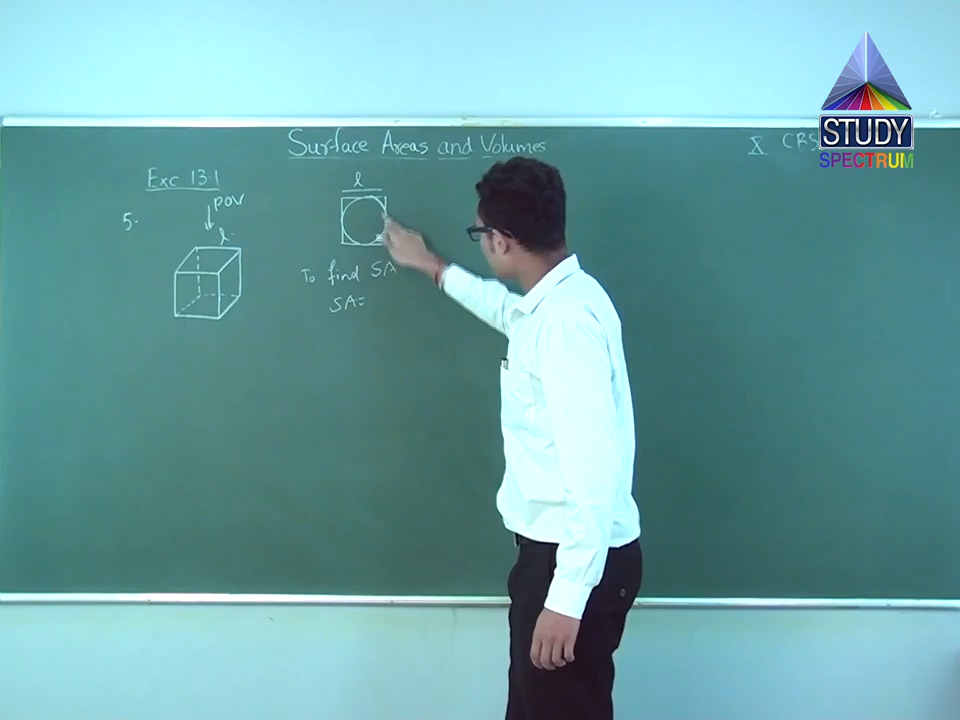 Surface Areas and Volumes
X CBS
STUDY
SPECTRUM
Exc 13.1
5.
POV
l
l
To find SA
SA=